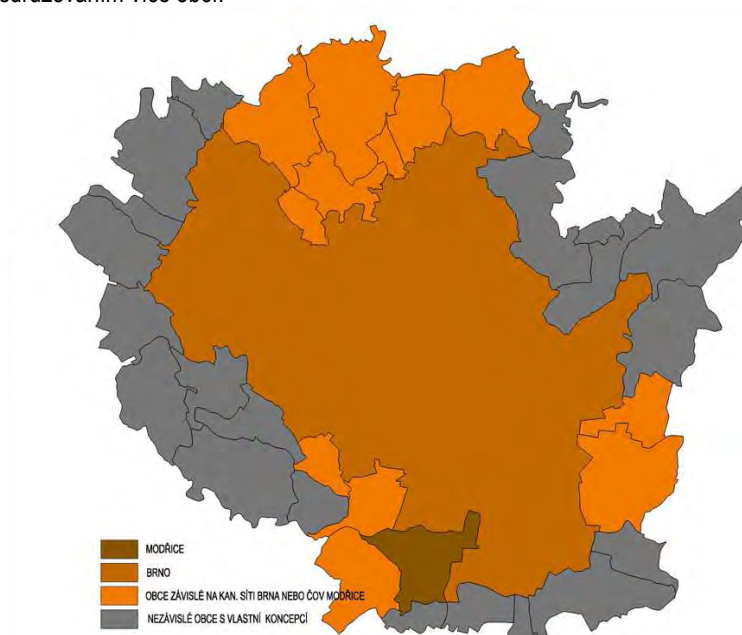 více obcí.
MODŘICE
BRNO
OBCE ZÁVISLÉ NA KAN. SÍTI BRNA NEBO ČOV MODŘICE
NEZÁVISLÉ OBCE S VLASTNÍ KONCEPCÍ